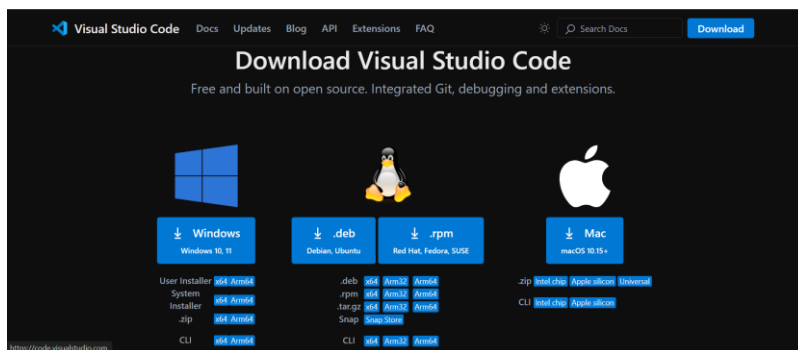 Visual Studio Code Docs Updates Blog API Extensions FAQ Search Docs Download
Download Visual Studio Code
Free and built on open source. Integrated Git, debugging and extensions.
Windows
Windows 10, 11
.deb
Debian, Ubuntu
.rpm
Red Hat, Fedora, SUSE
Mac
macOS 10.15+
User Installer x64 Arm64
System Installer x64 Arm64
.zip x64 Arm64
CLI x64 Arm64
.deb x64 Arm32 Arm64
.rpm x64 Arm32 Arm64
.tar.gz x64 Arm32 Arm64
Snap Snap Store
CLI x64 Arm32 Arm64
.zip Intel chip Apple silicon Universal
CLI Intel chip Apple silicon
https://code.visualstudio.com